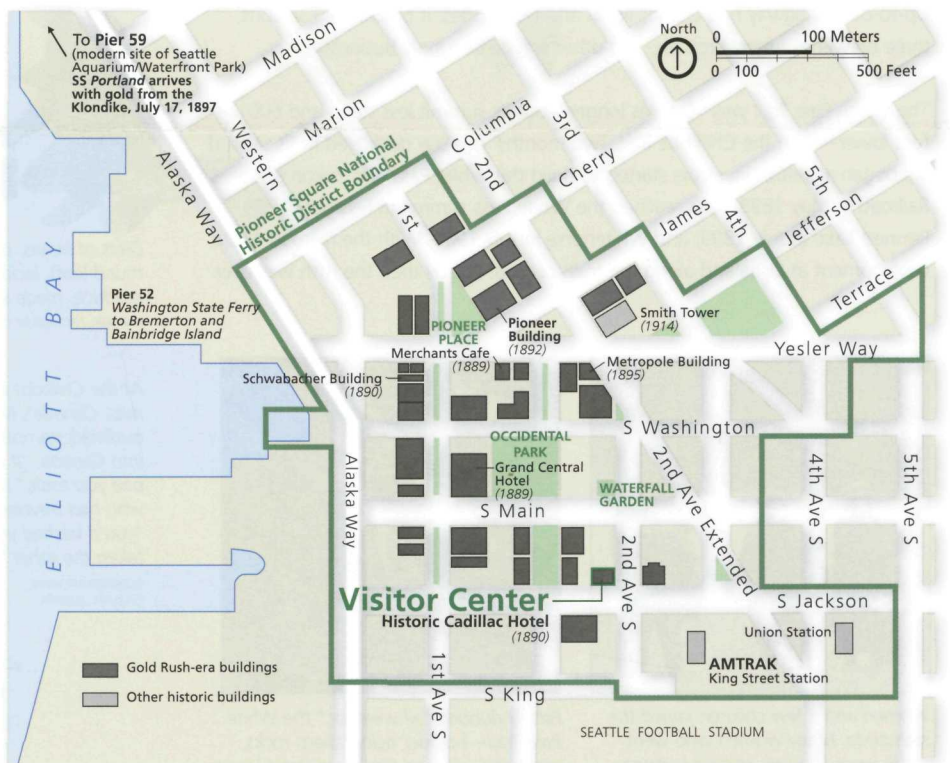 To Pier 59
(modern site of Seattle
Aquarium/Waterfront Park)
SS Portland arrives
with gold from the
Klondike, July 17, 1897
North
0 100 Meters
0 100 500 Feet
Madison
Marion
Columbia
Cherry
James
Jefferson
Terrace
Western
Alaska Way
1st
2nd
3rd
4th
5th
Pioneer Square National
Historic District Boundary
ELLIOTT BAY
Pier 52
Washington State Ferry
to Bremerton and
Bainbridge Island
PIONEER
PLACE
Pioneer
Building
(1892)
Smith Tower
(1914)
Yesler Way
Merchants Cafe
(1889)
Metropole Building
(1895)
Schwabacher Building
(1890)
S Washington
OCCIDENTAL
PARK
Grand Central
Hotel
(1889)
WATERFALL
GARDEN
S Main
Alaska Way
2nd Ave Extended
4th Ave S
5th Ave S
2nd Ave S
Visitor Center
Historic Cadillac Hotel
(1890)
S Jackson
Union Station
AMTRAK
King Street Station
1st Ave S
S King
Gold Rush-era buildings
Other historic buildings
SEATTLE FOOTBALL STADIUM